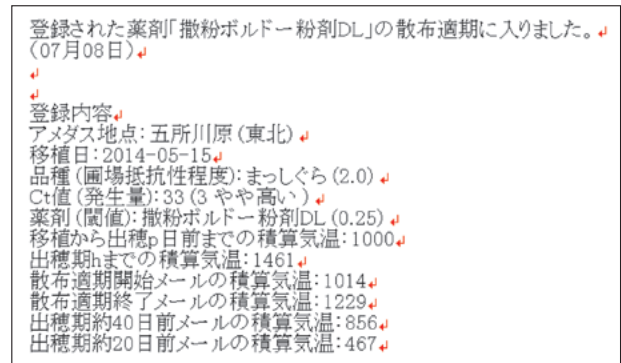 登録された薬剤「撒粉ボルドー粉剤DL」の散布適期に入りました。↲
(07月08日)↲
↲
↲
登録内容↲
アメダス地点:五所川原(東北)↲
移植日:2014-05-15↲
品種(圃場抵抗性程度):まっしぐら(2.0)↲
Ct値(発生量):33(3 やや高い)↲
薬剤(閾値):撒粉ボルドー粉剤DL(0.25)↲
移植から出穂p日前までの積算気温:1000↲
出穂期hまでの積算気温:1461↲
散布適期開始メールの積算気温:1014↲
散布適期終了メールの積算気温:1229↲
出穂期約40日前メールの積算気温:856↲
出穂期約20日前メールの積算気温:467↲